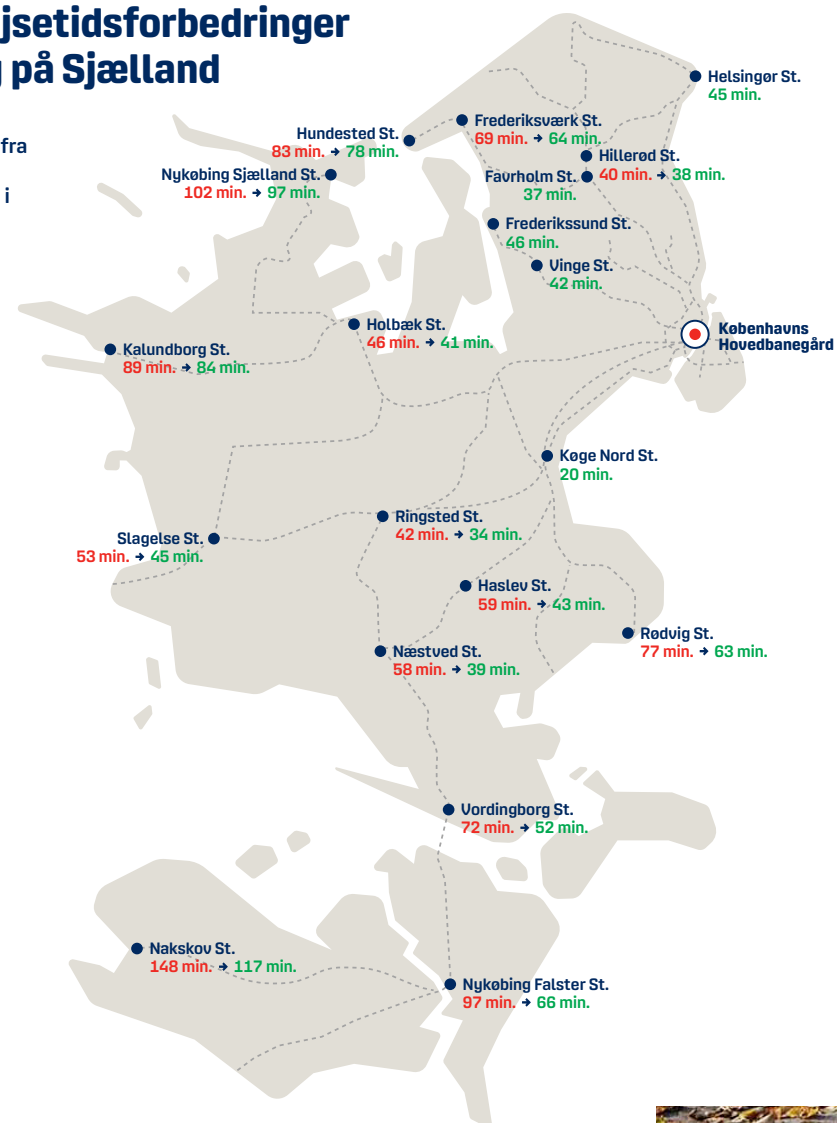 jsetidsforbedringer
på Sjælland
fra
i
Helsingør St.
45 min.
Frederiksværk St.
69 min. → 64 min.
Hundested St.
83 min. → 78 min.
Hillerød St.
40 min. → 38 min.
Nykøbing Sjælland St.
102 min. → 97 min.
Favrholm St.
37 min.
Frederikssund St.
46 min.
Vinge St.
42 min.
Holbæk St.
46 min. → 41 min.
Københavns
Hovedbanegård
Kalundborg St.
89 min. → 84 min.
Køge Nord St.
20 min.
Ringsted St.
42 min. → 34 min.
Slagelse St.
53 min. → 45 min.
Haslev St.
59 min. → 43 min.
Rødvig St.
77 min. → 63 min.
Næstved St.
58 min. → 39 min.
Vordingborg St.
72 min. → 52 min.
Nakskov St.
148 min. → 117 min.
Nykøbing Falster St.
97 min. → 66 min.